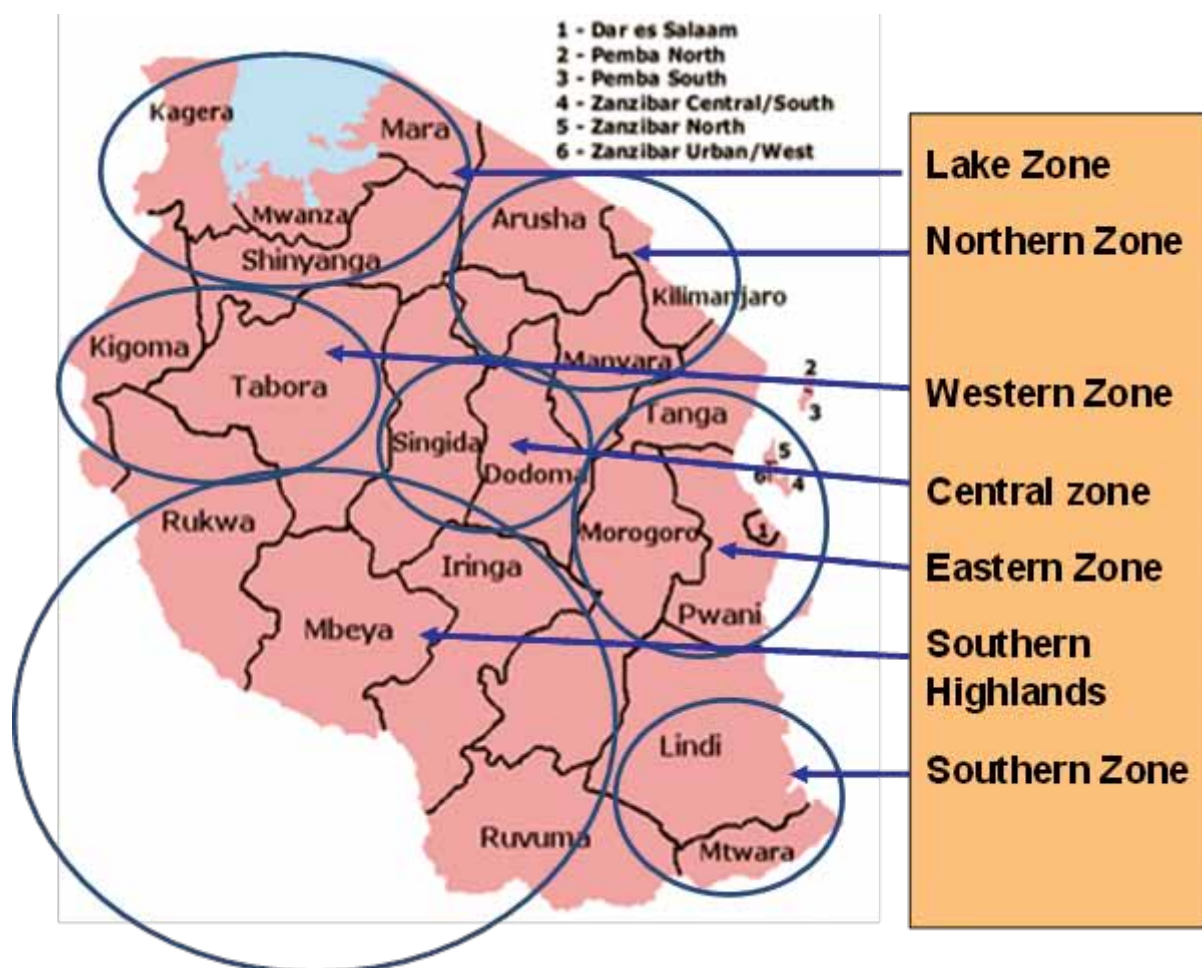 1 - Dar es Salaam
2 - Pemba North
3 - Pemba South
4 - Zanzibar Central/South
5 - Zanzibar North
6 - Zanzibar Urban/West
Kagera
Mara
Mwanza
Shinyanga
Arusha
Kilimanjaro
Kigoma
Tabora
Manyara
2
3
Tanga
Singida
Dodoma
5
6
4
Rukwa
Morogoro
1
Iringa
Mbeya
Pwani
Lindi
Ruvuma
Mtwara
Lake Zone
Northern Zone
Western Zone
Central zone
Eastern Zone
Southern
Highlands
Southern Zone